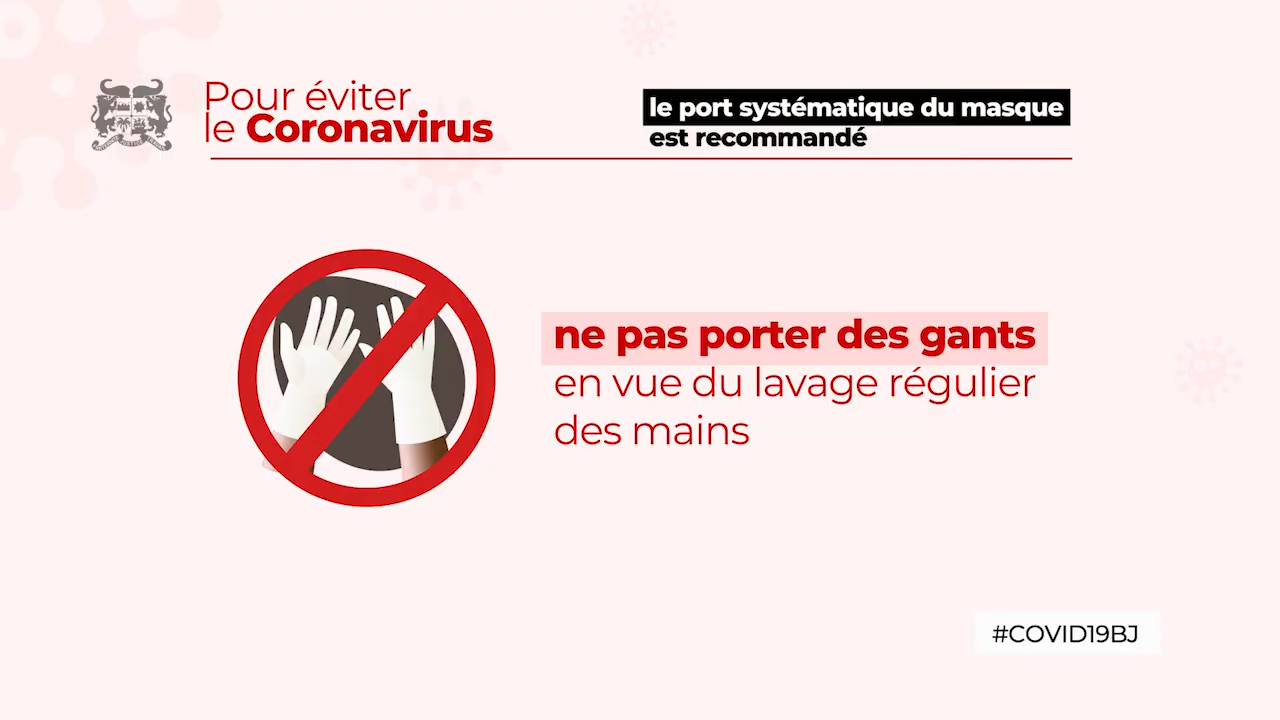 Pour éviter
le Coronavirus
le port systématique du masque
est recommandé
ne pas porter des gants
en vue du lavage régulier
des mains
#COVID19BJ